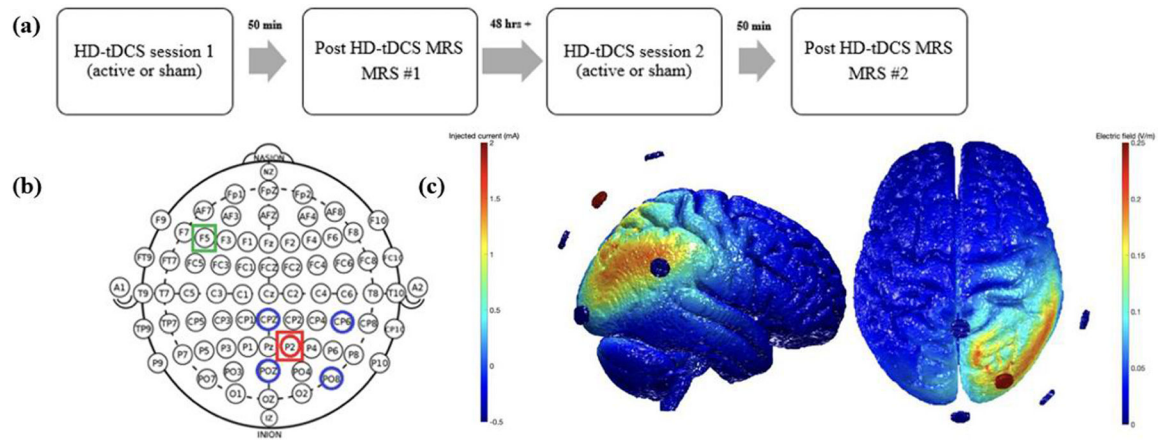 (a)
50 min
48 hrs +
50 min
HD-tDCS session 1
(active or sham)
Post HD-tDCS MRS
MRS #1
HD-tDCS session 2
(active or sham)
Post HD-tDCS MRS
MRS #2
(b)
Injected current (mA)
2
1.5
1
0.5
0
-0.5
NASION
NZ
Fp1 FpZ Fp2
AF7 AF3 AFZ AF4 AF8
F9 F7 F5 F3 F1 Fz F2 F4 F6 F8 F10
FT9 FT7 FC5 FC3 FC1 FCZ FC2 FC4 FC6 FC8 FC10
A1 T9 T7 C5 C3 C1 Cz C2 C4 C6 T8 T10 A2
TP9 TP7 CP5 CP3 CP1 CPZ CP2 CP4 CP6 CP8 CP10
P9 P7 P5 P3 P1 Pz P2 P4 P6 P8 P10
PO7 PO3 POZ PO4 PO8
O1 OZ O2
IZ
INION
(c)
Electric field (V/m)
0.25
0.2
0.15
0.1
0.05
0